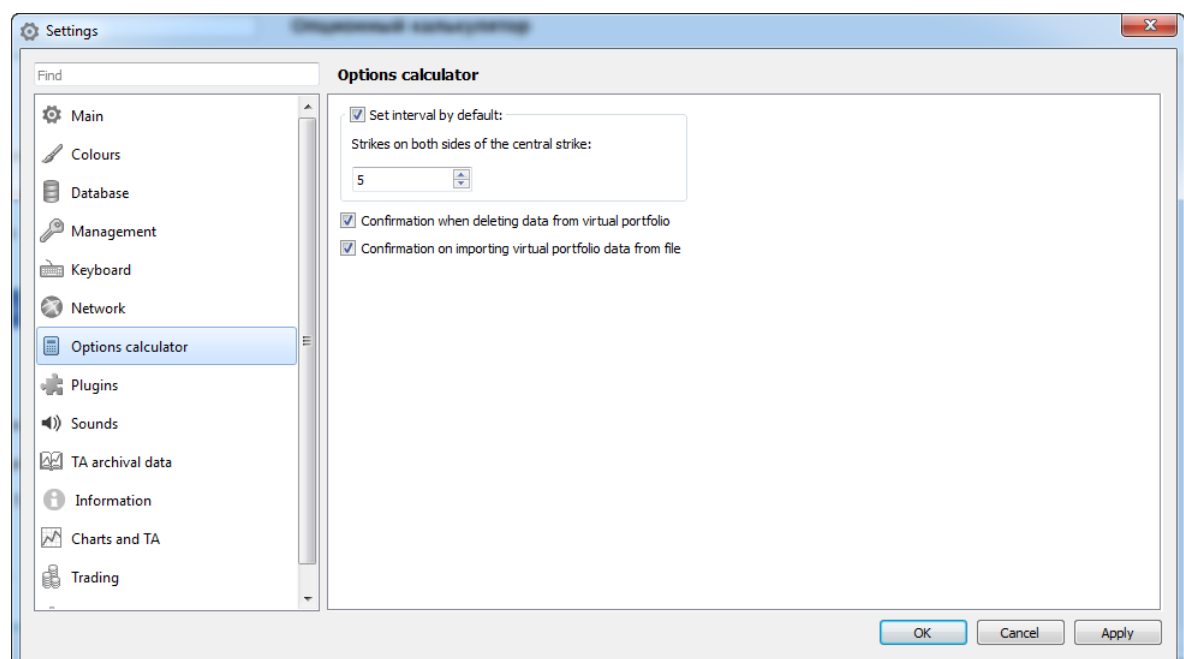 Settings
Опционный калькулятор
Find
Main
Colours
Database
Management
Keyboard
Network
Options calculator
Plugins
Sounds
TA archival data
Information
Charts and TA
Trading
Options calculator
Set interval by default:
Strikes on both sides of the central strike:
5
Confirmation when deleting data from virtual portfolio
Confirmation on importing virtual portfolio data from file
OK
Cancel
Apply